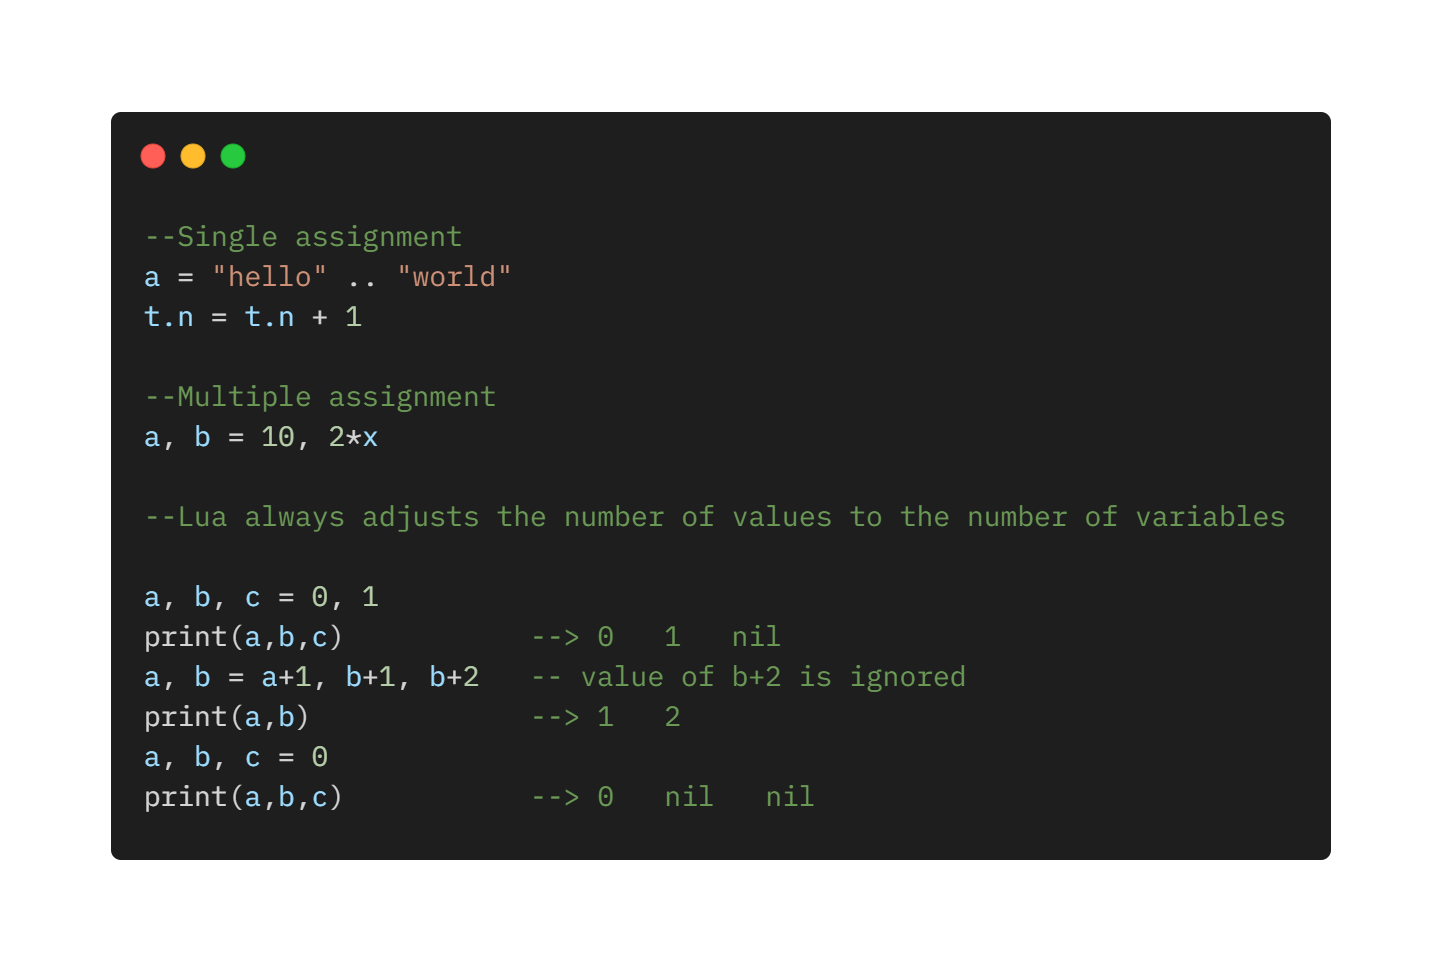 --Single assignment
a = "hello" .. "world"
t.n = t.n + 1
--Multiple assignment
a, b = 10, 2*x
--Lua always adjusts the number of values to the number of variables
a, b, c = 0, 1
print(a,b,c)           --> 0   1   nil
a, b = a+1, b+1, b+2   -- value of b+2 is ignored
print(a,b)             --> 1   2
a, b, c = 0
print(a,b,c)           --> 0   nil   nil